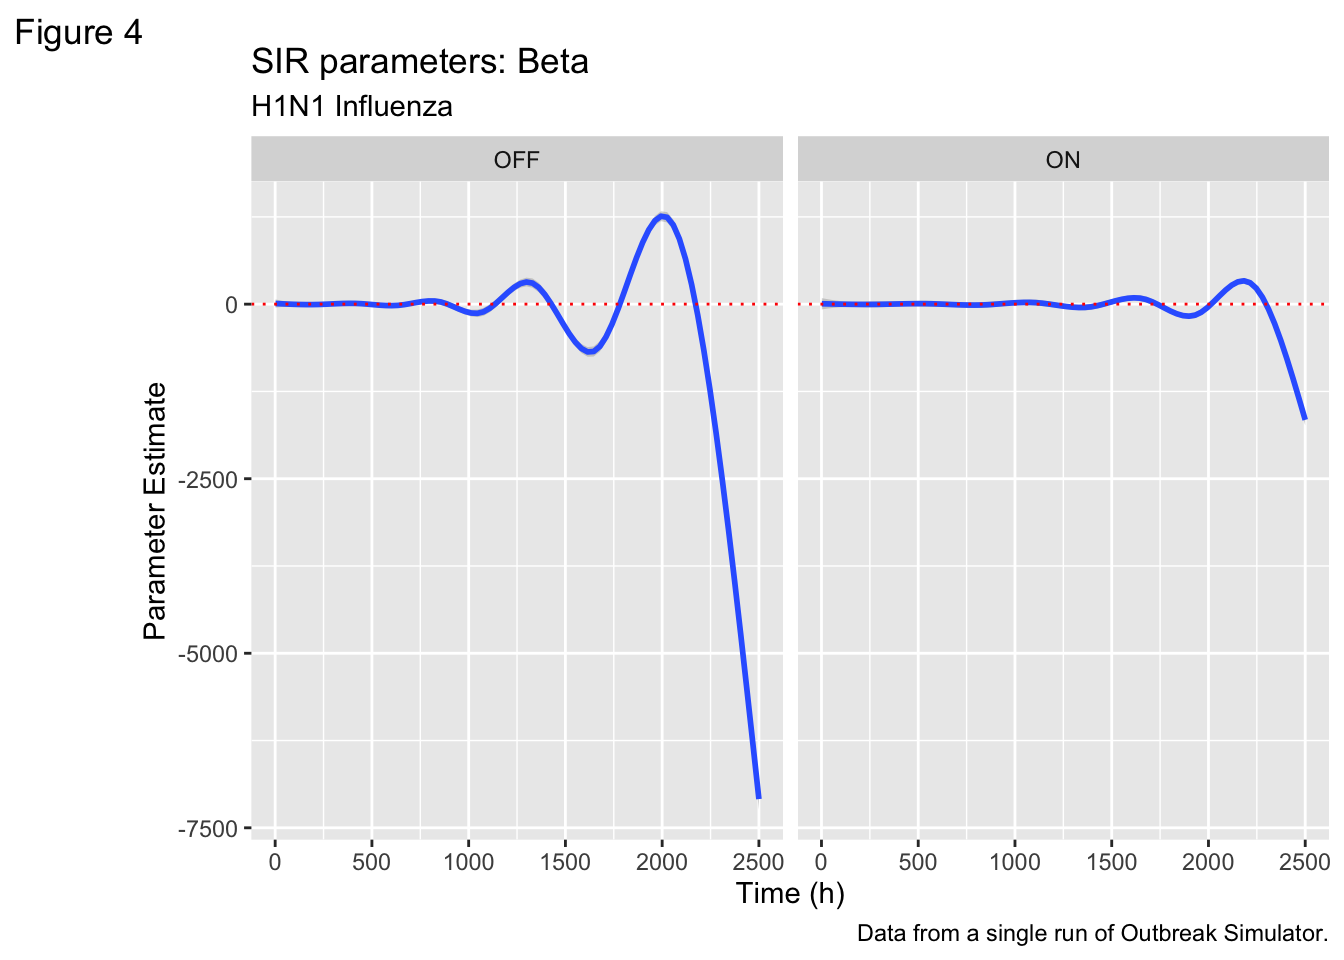 Figure 4
SIR parameters: Beta
H1N1 Influenza
OFF
ON
Parameter Estimate
0
-2500
-5000
-7500
0 500 1000 1500 2000 2500
0 500 1000 1500 2000 2500
Time (h)
Data from a single run of Outbreak Simulator.